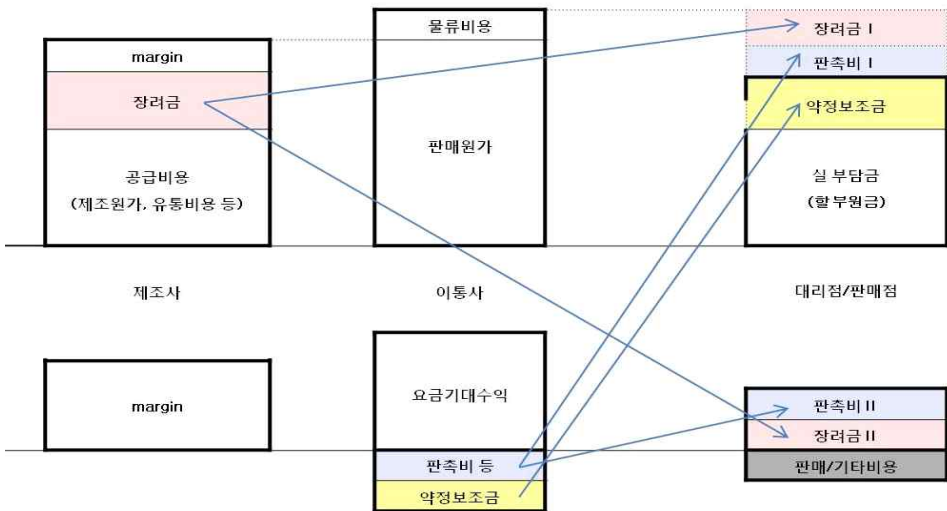 물류비용
장려금 I
margin
판촉비 I
장려금
약정보조금
판매원가
공급비용
(제조원가, 유통비용 등)
실 부담금
(할부원금)
제조사
이통사
대리점/판매점
margin
요금기대수익
판촉비 II
장려금 II
판촉비 등
판매/기타비용
약정보조금